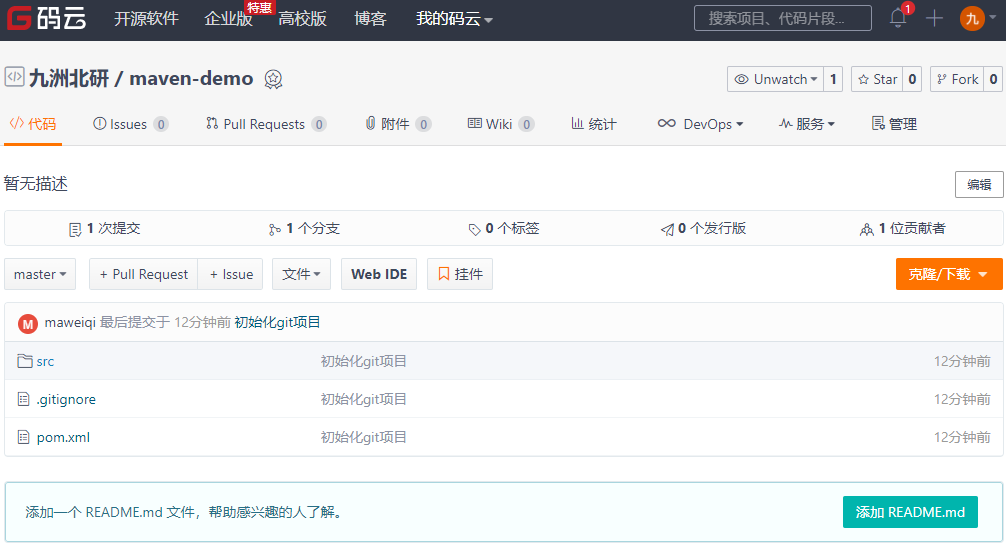 码云 开源软件 企业版 特惠 高校版 博客 我的码云 搜索项目、代码片段... 1 九
九洲北研 / maven-demo Unwatch 1 Star 0 Fork 0
代码 Issues 0 Pull Requests 0 附件 0 Wiki 0 统计 DevOps 服务 管理
暂无描述 编辑
1 次提交 1 个分支 0 个标签 0 个发行版 1 位贡献者
master + Pull Request + Issue 文件 Web IDE 挂件 克隆/下载
M maweiqi 最后提交于 12分钟前 初始化git项目
src 初始化git项目 12分钟前
.gitignore 初始化git项目 12分钟前
pom.xml 初始化git项目 12分钟前
添加一个 README.md 文件，帮助感兴趣的人了解。 添加 README.md